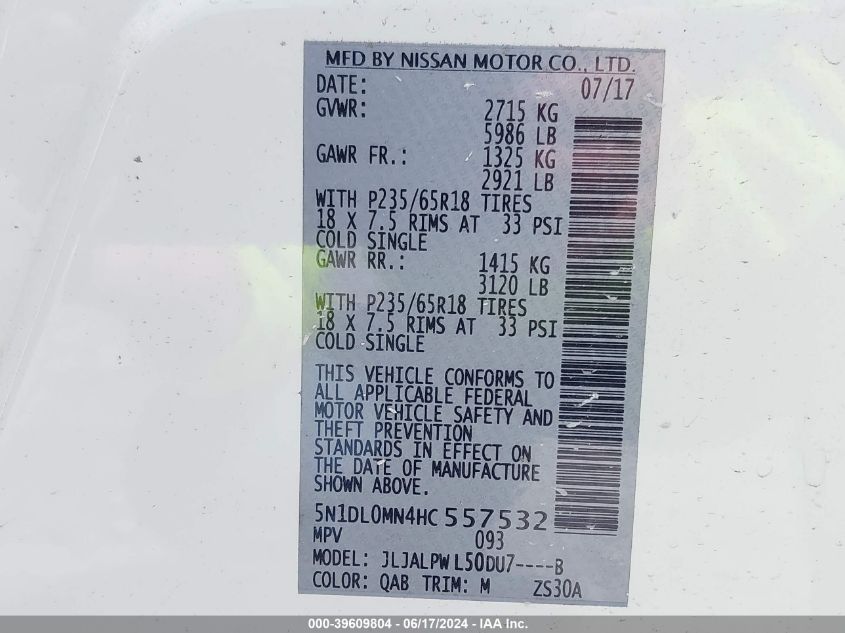 MFD BY NISSAN MOTOR CO., LTD.
DATE: 07/17
GVWR: 2715 KG
5986 LB
GAWR FR.: 1325 KG
2921 LB
WITH P235/65R18 TIRES
18 X 7.5 RIMS AT 33 PSI
COLD SINGLE
GAWR RR.: 1415 KG
3120 LB
WITH P235/65R18 TIRES
18 X 7.5 RIMS AT 33 PSI
COLD SINGLE
THIS VEHICLE CONFORMS TO
ALL APPLICABLE FEDERAL
MOTOR VEHICLE SAFETY AND
THEFT PREVENTION
STANDARDS IN EFFECT ON
THE DATE OF MANUFACTURE
SHOWN ABOVE.
5N1DL0MN4HC 557532
MPV 093
MODEL: JLJALPW L50DU7----B
COLOR: QAB TRIM: M ZS30A
000-39609804 - 06/17/2024 - IAA Inc.